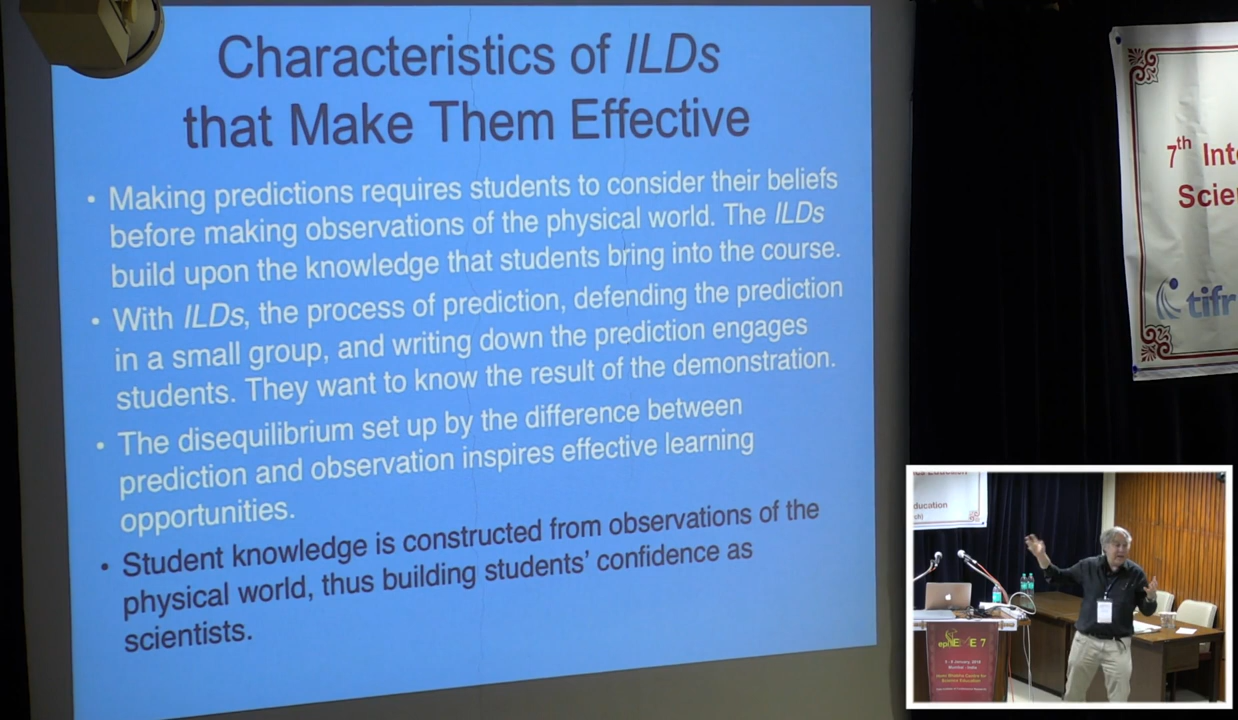 Characteristics of ILDs
that Make Them Effective
• Making predictions requires students to consider their beliefs
before making observations of the physical world. The ILDs
build upon the knowledge that students bring into the course.
• With ILDs, the process of prediction, defending the prediction
in a small group, and writing down the prediction engages
students. They want to know the result of the demonstration.
• The disequilibrium set up by the difference between
prediction and observation inspires effective learning
opportunities.
• Student knowledge is constructed from observations of the
physical world, thus building students’ confidence as
scientists.
7th Int
Scie
tifr
ducation
ch)
7
Mumbai
Science Education